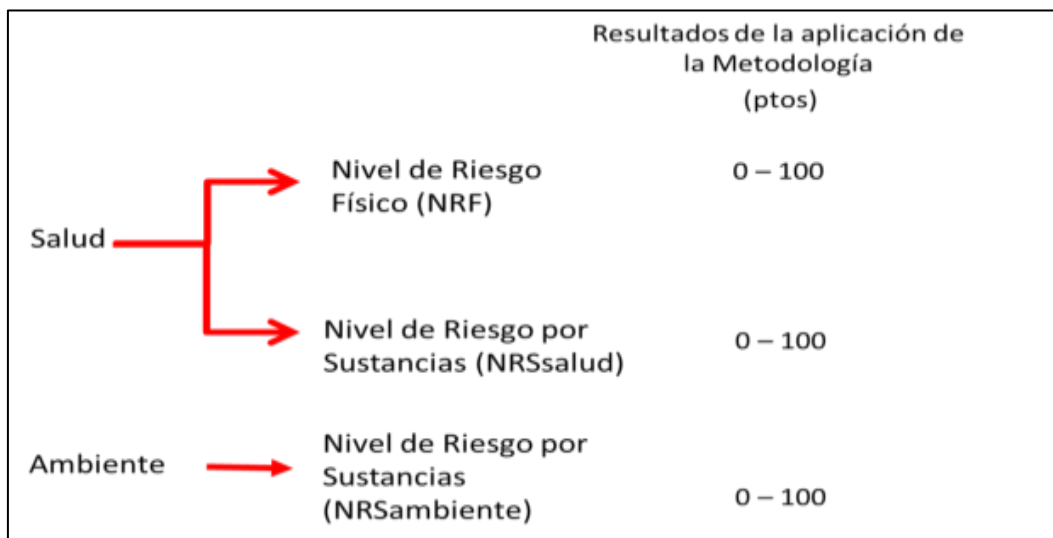 Resultados de la aplicación de
la Metodología
(ptos)
Nivel de Riesgo
Físico (NRF)
0 – 100
Salud
Nivel de Riesgo por
Sustancias (NRSsalud)
0 – 100
Ambiente
Nivel de Riesgo por
Sustancias
(NRSambiente)
0 – 100